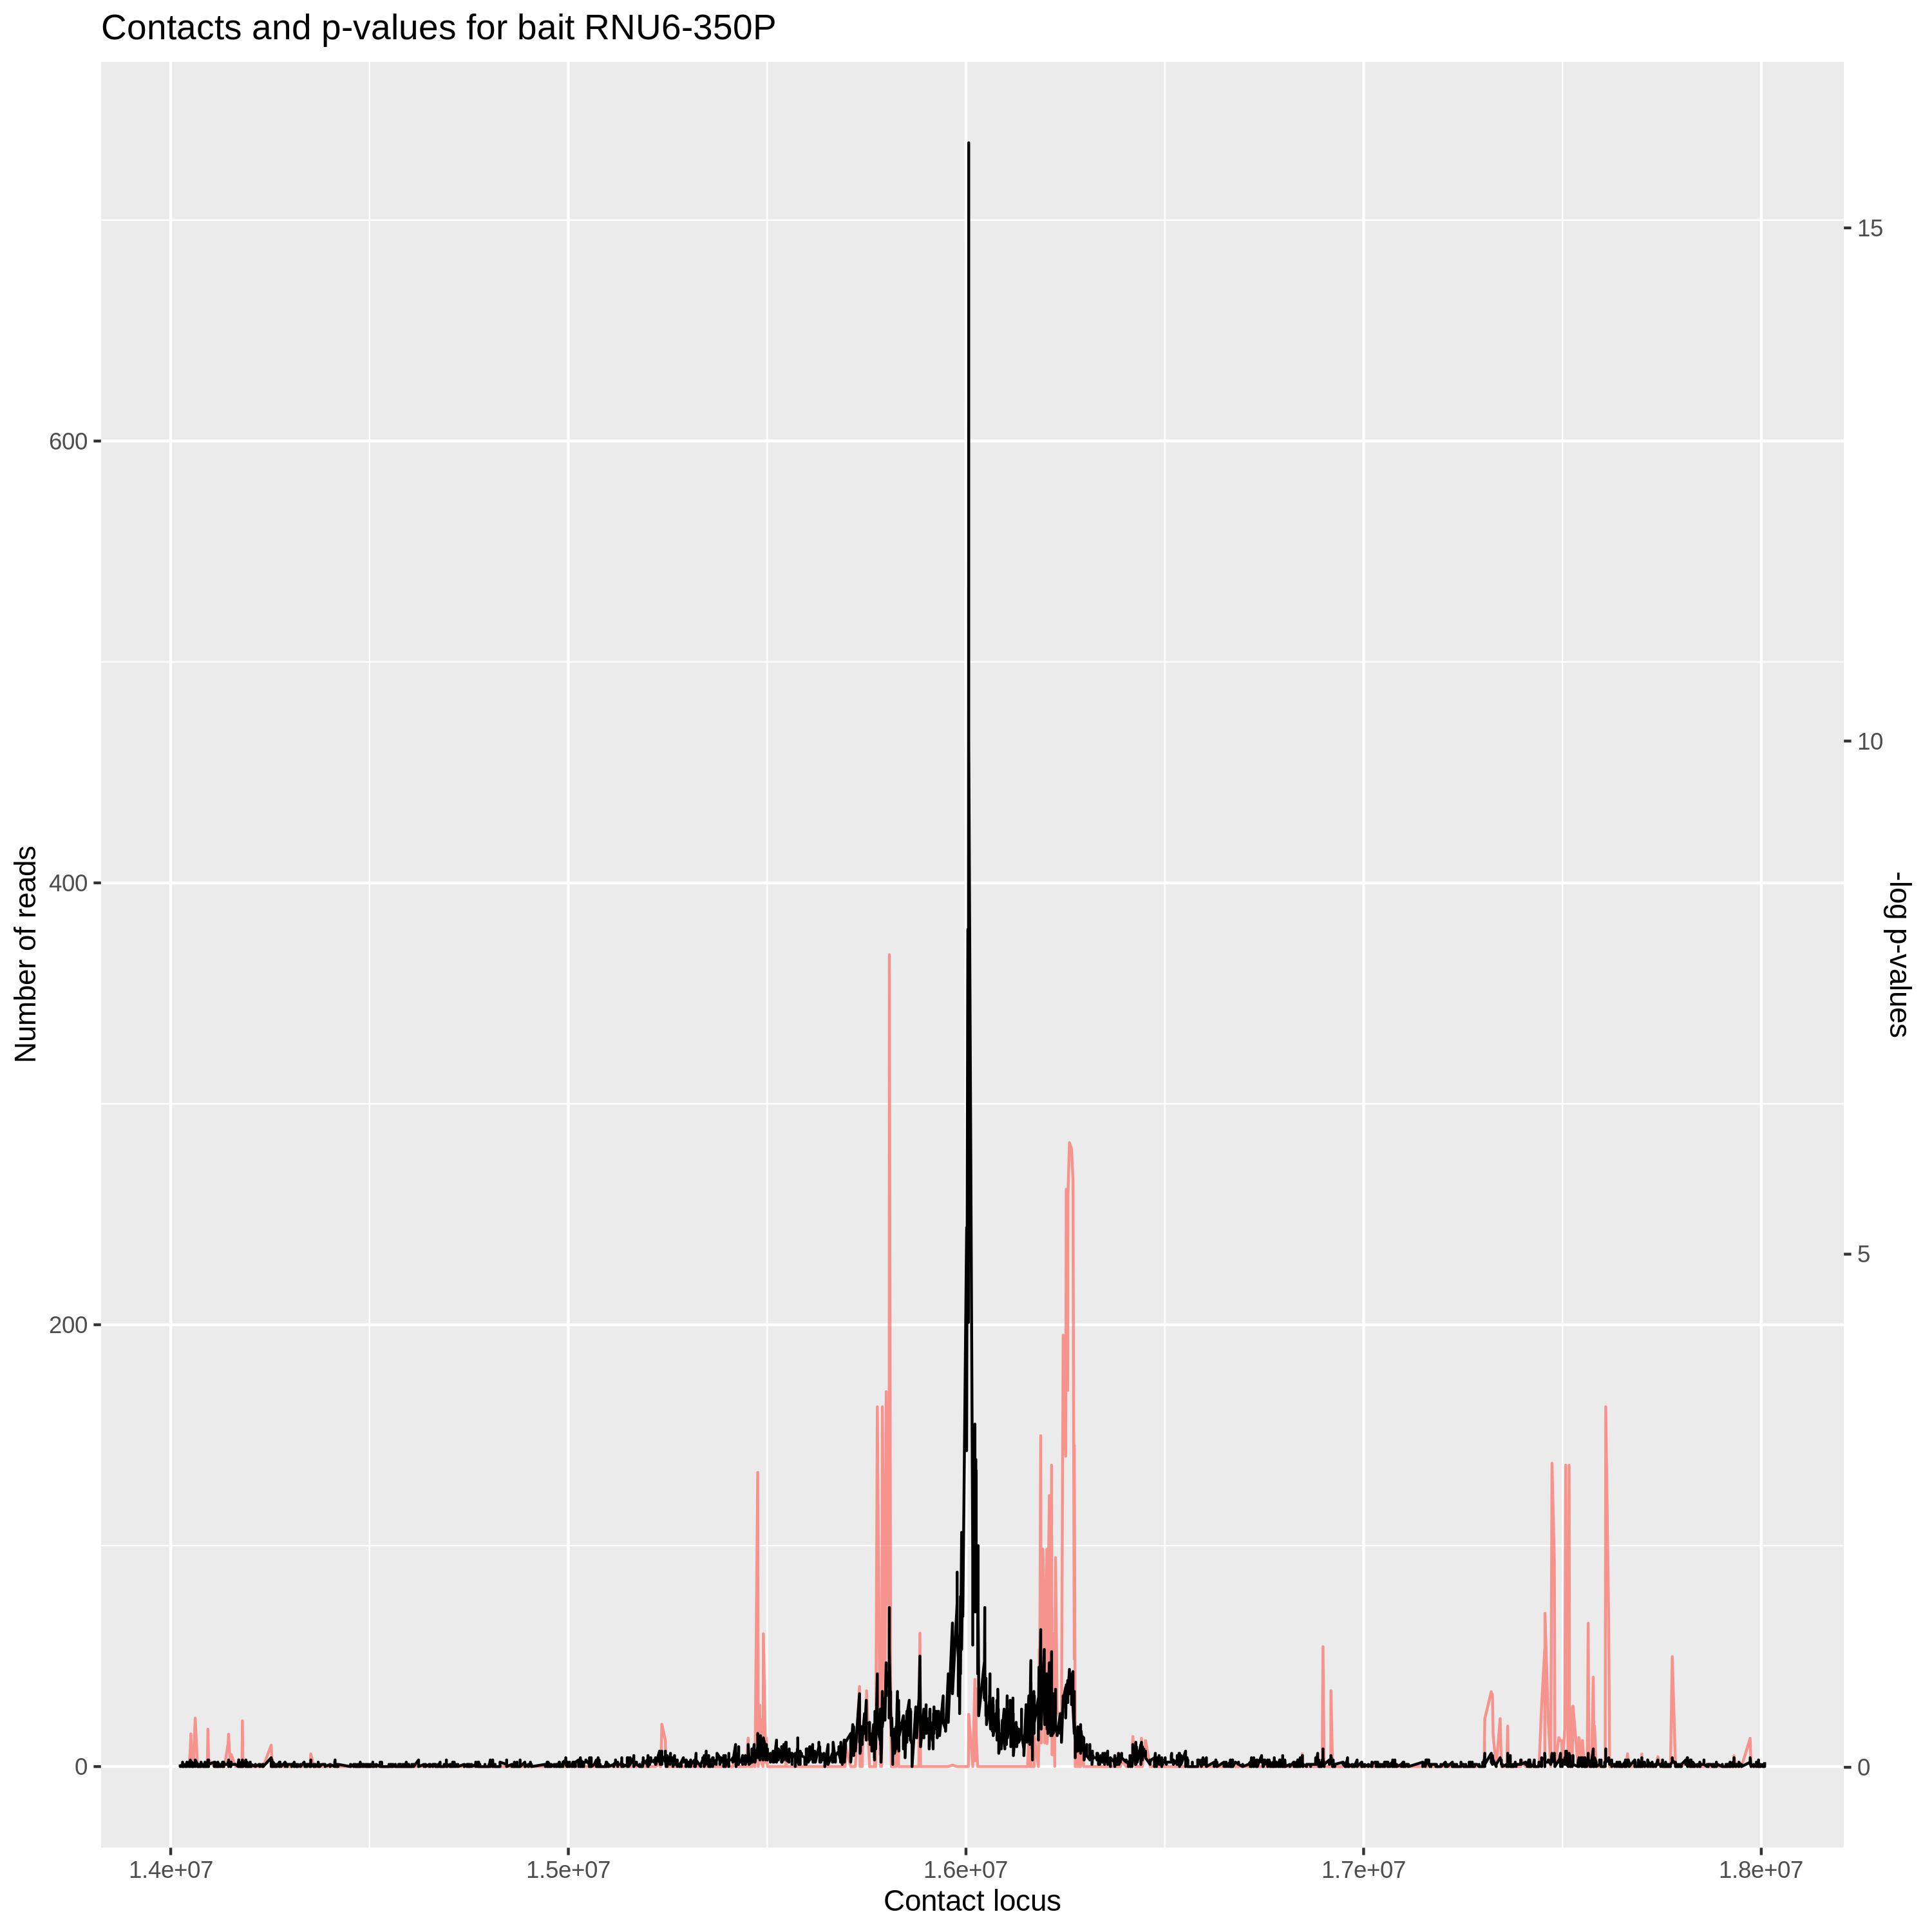 Contacts and p-values for bait RNU6-350P
Number of reads
600
400
200
0
15
10
5
0
-log p-values
1.4e+07 1.5e+07 1.6e+07 1.7e+07 1.8e+07
Contact locus